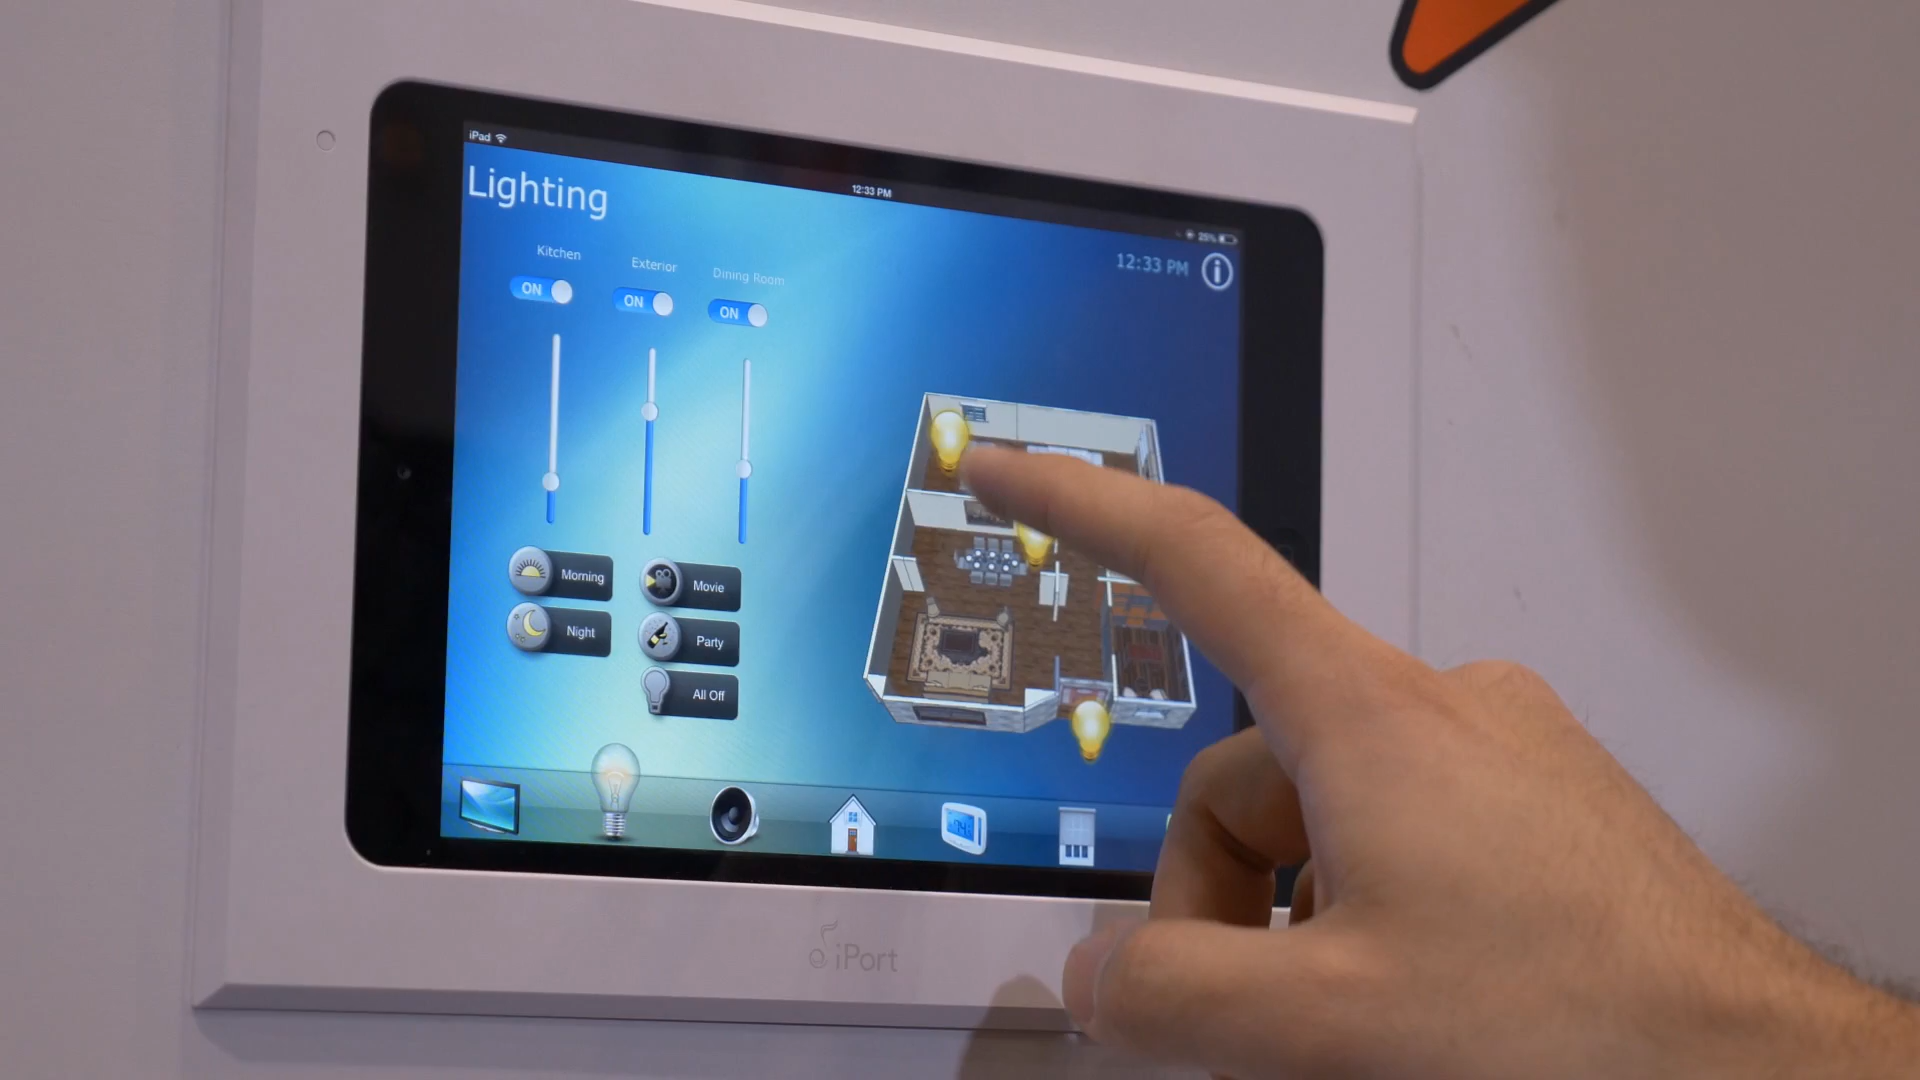 iPad
12:33 PM
25%
Lighting
12:33 PM
Kitchen
Exterior
Dining Room
ON
ON
ON
Morning
Movie
Night
Party
All Off
iPort